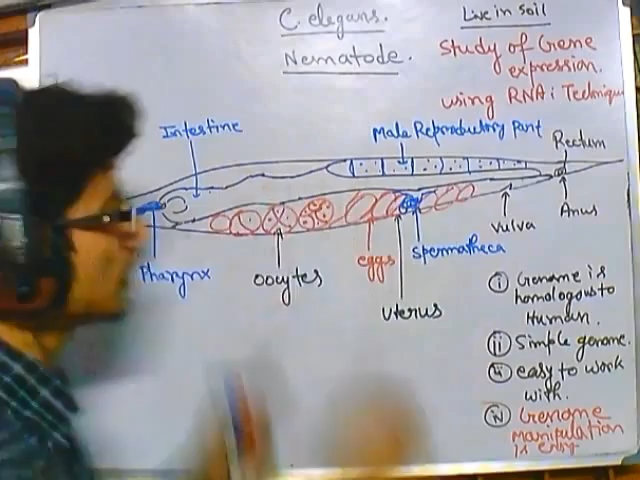 C. elegans.
Nematode.
Live in soil
Study of Gene
expression.
using RNAi Technique
Intestine
Male Reproductory Part
Rectum
Pharynx
oocytes
eggs
uterus
spermatheca
vulva
Anus
i Genome is
homologous to
Human.
ii Simple genome.
iii easy to work
with.
iv Genome
manipulation
is easy